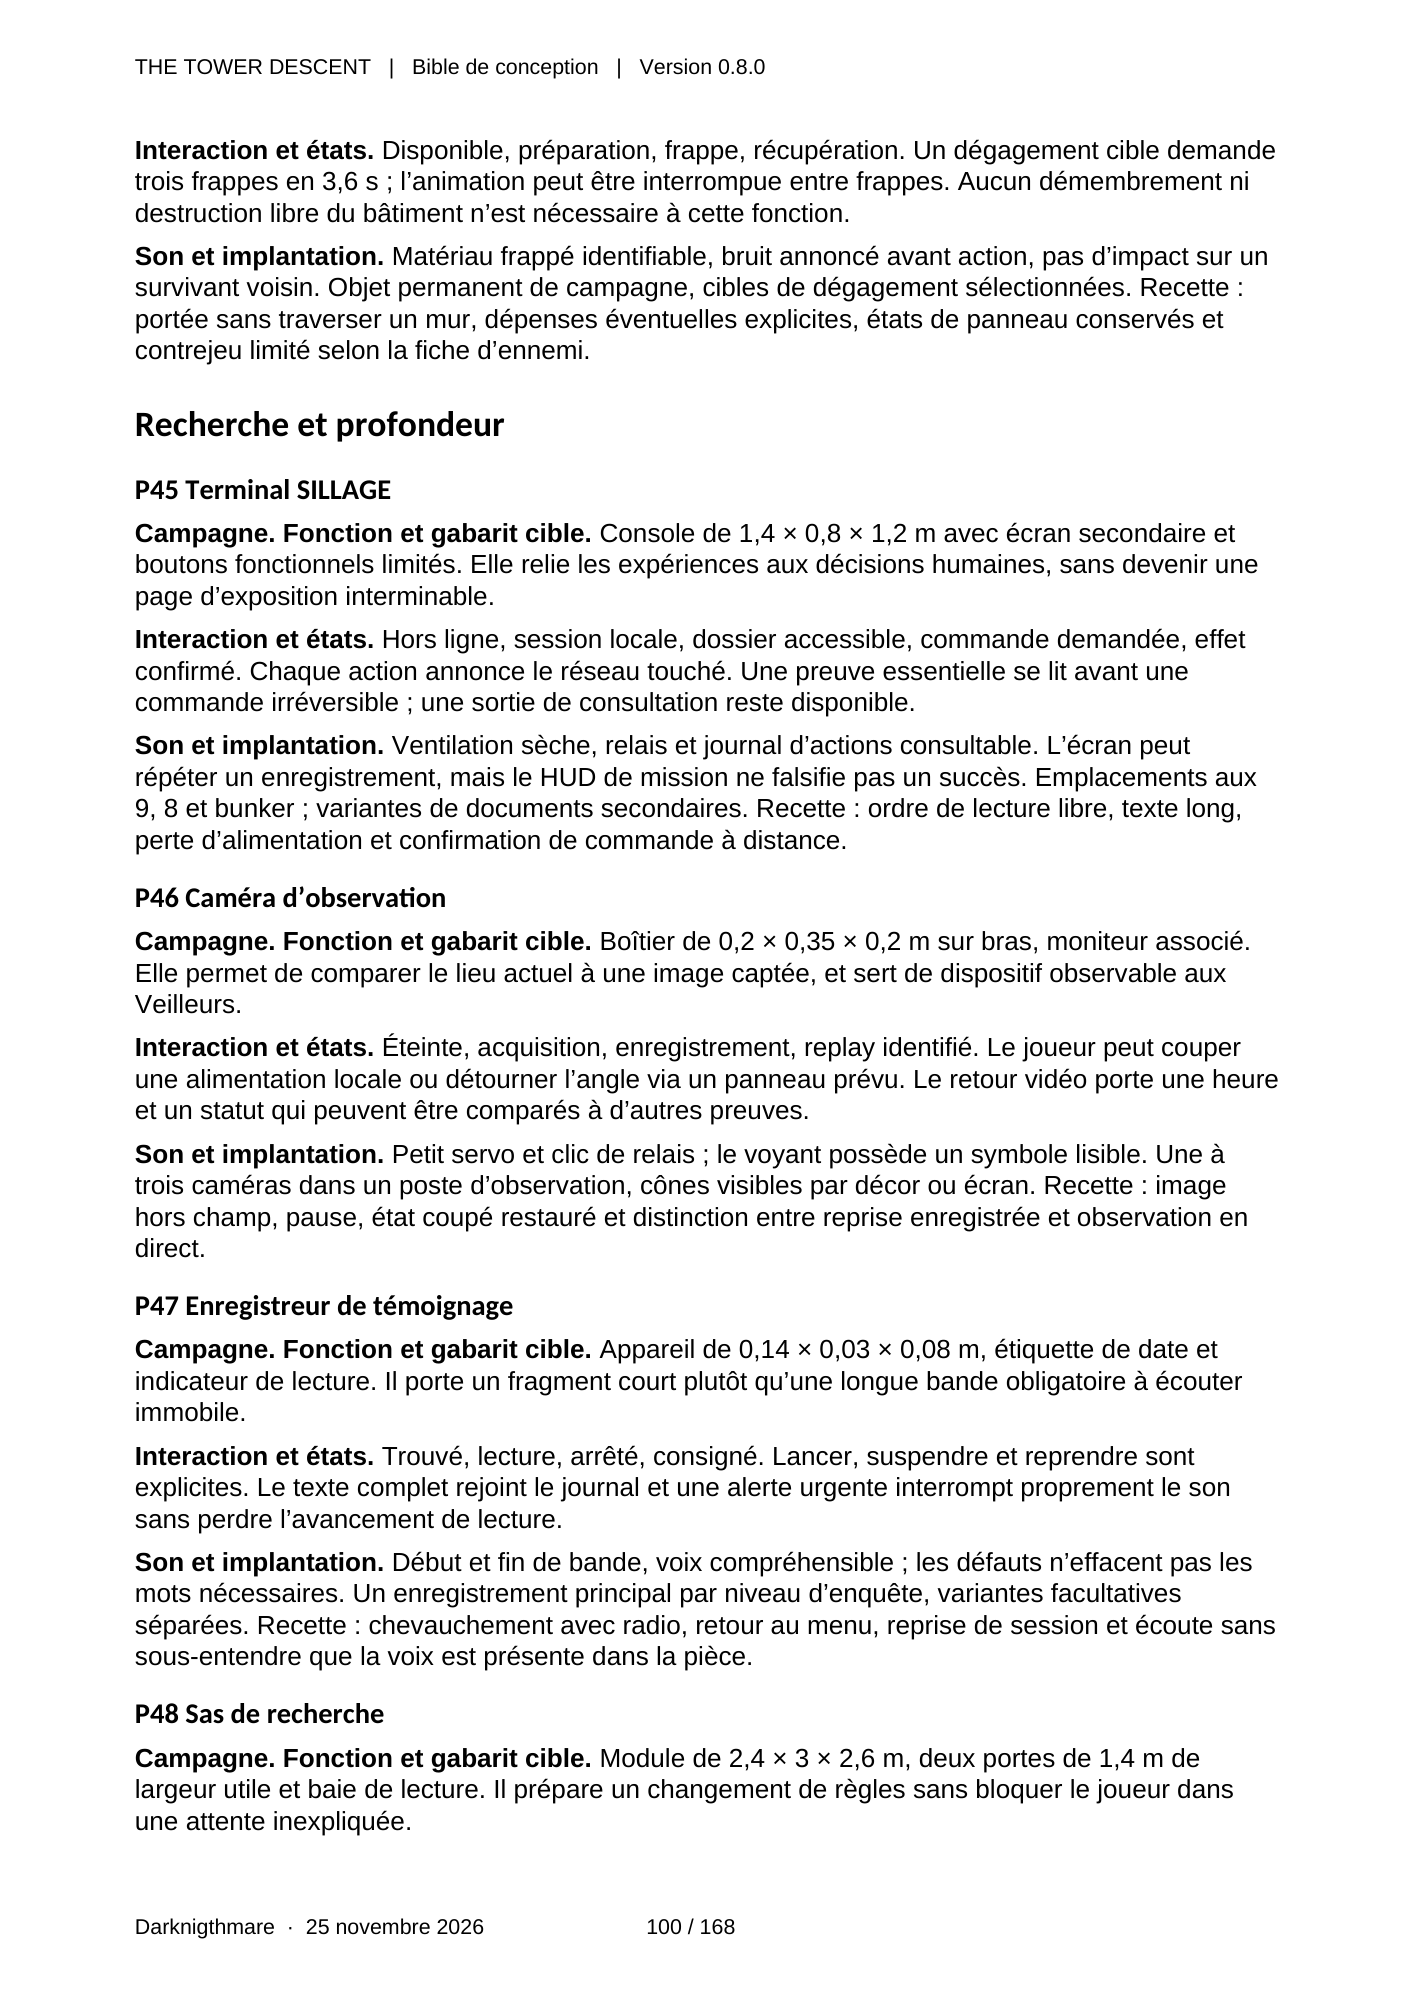 THE TOWER DESCENT | Bible de conception | Version 0.8.0
Interaction et états. Disponible, préparation, frappe, récupération. Un dégagement cible demande
trois frappes en 3,6 s ; l’animation peut être interrompue entre frappes. Aucun démembrement ni
destruction libre du bâtiment n’est nécessaire à cette fonction.
Son et implantation. Matériau frappé identifiable, bruit annoncé avant action, pas d’impact sur un
survivant voisin. Objet permanent de campagne, cibles de dégagement sélectionnées. Recette :
portée sans traverser un mur, dépenses éventuelles explicites, états de panneau conservés et
contrejeu limité selon la fiche d’ennemi.
Recherche et profondeur
P45 Terminal SILLAGE
Campagne. Fonction et gabarit cible. Console de 1,4 × 0,8 × 1,2 m avec écran secondaire et
boutons fonctionnels limités. Elle relie les expériences aux décisions humaines, sans devenir une
page d’exposition interminable.
Interaction et états. Hors ligne, session locale, dossier accessible, commande demandée, effet
confirmé. Chaque action annonce le réseau touché. Une preuve essentielle se lit avant une
commande irréversible ; une sortie de consultation reste disponible.
Son et implantation. Ventilation sèche, relais et journal d’actions consultable. L’écran peut
répéter un enregistrement, mais le HUD de mission ne falsifie pas un succès. Emplacements aux
9, 8 et bunker ; variantes de documents secondaires. Recette : ordre de lecture libre, texte long,
perte d’alimentation et confirmation de commande à distance.
P46 Caméra d’observation
Campagne. Fonction et gabarit cible. Boîtier de 0,2 × 0,35 × 0,2 m sur bras, moniteur associé.
Elle permet de comparer le lieu actuel à une image captée, et sert de dispositif observable aux
Veilleurs.
Interaction et états. Éteinte, acquisition, enregistrement, replay identifié. Le joueur peut couper
une alimentation locale ou détourner l’angle via un panneau prévu. Le retour vidéo porte une heure
et un statut qui peuvent être comparés à d’autres preuves.
Son et implantation. Petit servo et clic de relais ; le voyant possède un symbole lisible. Une à
trois caméras dans un poste d’observation, cônes visibles par décor ou écran. Recette : image
hors champ, pause, état coupé restauré et distinction entre reprise enregistrée et observation en
direct.
P47 Enregistreur de témoignage
Campagne. Fonction et gabarit cible. Appareil de 0,14 × 0,03 × 0,08 m, étiquette de date et
indicateur de lecture. Il porte un fragment court plutôt qu’une longue bande obligatoire à écouter
immobile.
Interaction et états. Trouvé, lecture, arrêté, consigné. Lancer, suspendre et reprendre sont
explicites. Le texte complet rejoint le journal et une alerte urgente interrompt proprement le son
sans perdre l’avancement de lecture.
Son et implantation. Début et fin de bande, voix compréhensible ; les défauts n’effacent pas les
mots nécessaires. Un enregistrement principal par niveau d’enquête, variantes facultatives
séparées. Recette : chevauchement avec radio, retour au menu, reprise de session et écoute sans
sous-entendre que la voix est présente dans la pièce.
P48 Sas de recherche
Campagne. Fonction et gabarit cible. Module de 2,4 × 3 × 2,6 m, deux portes de 1,4 m de
largeur utile et baie de lecture. Il prépare un changement de règles sans bloquer le joueur dans
une attente inexpliquée.
Darknigthmare · 25 novembre 2026 100 / 168